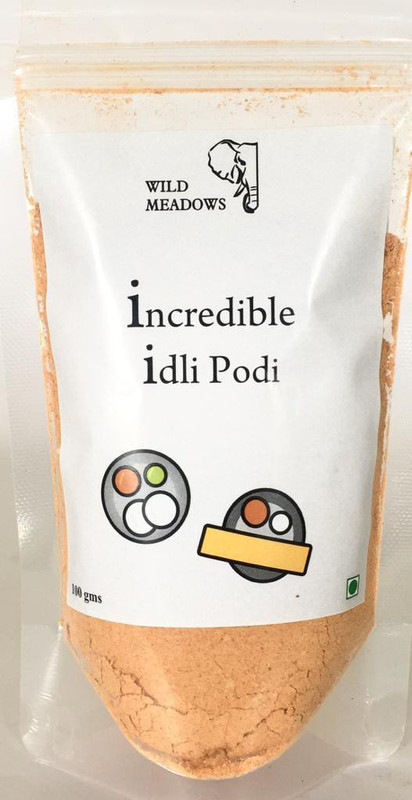 WILD
MEADOWS
incredible
idli Podi
100 gms